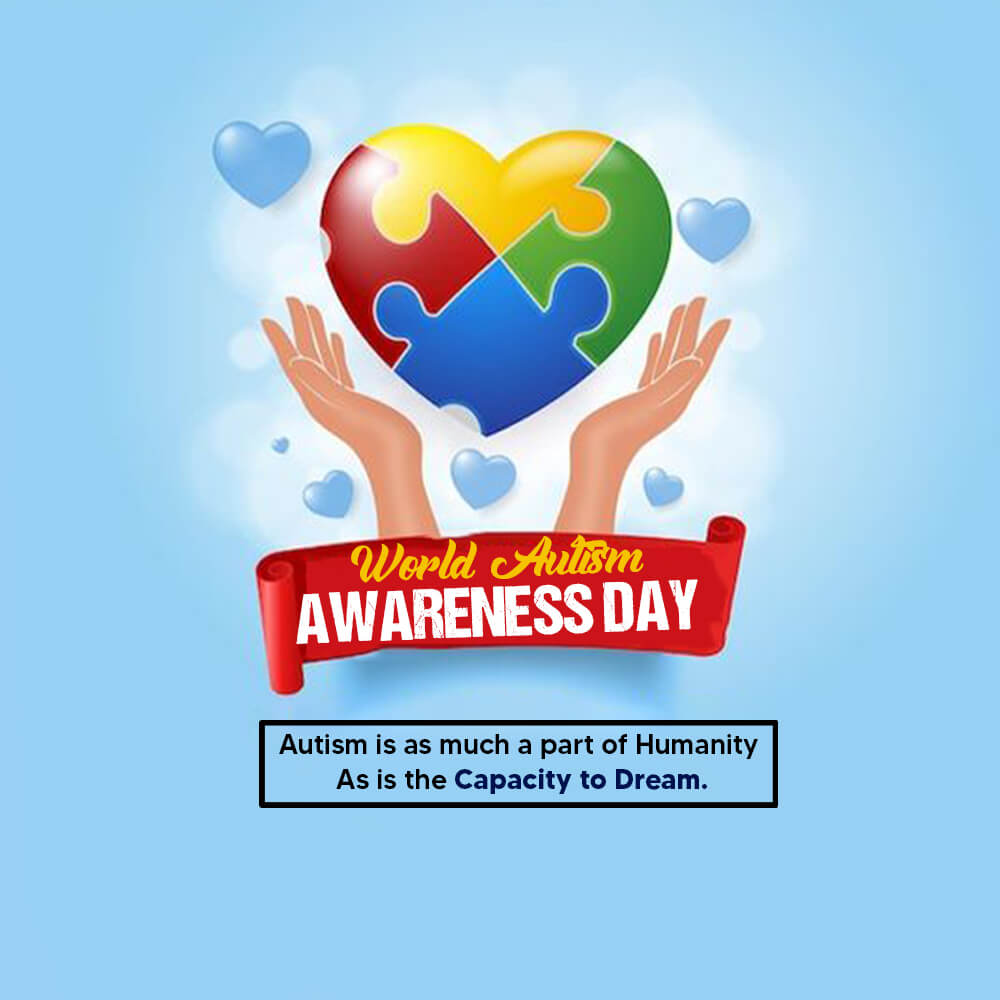 World Autism
AWARENESS DAY
Autism is as much a part of Humanity
As is the Capacity to Dream.